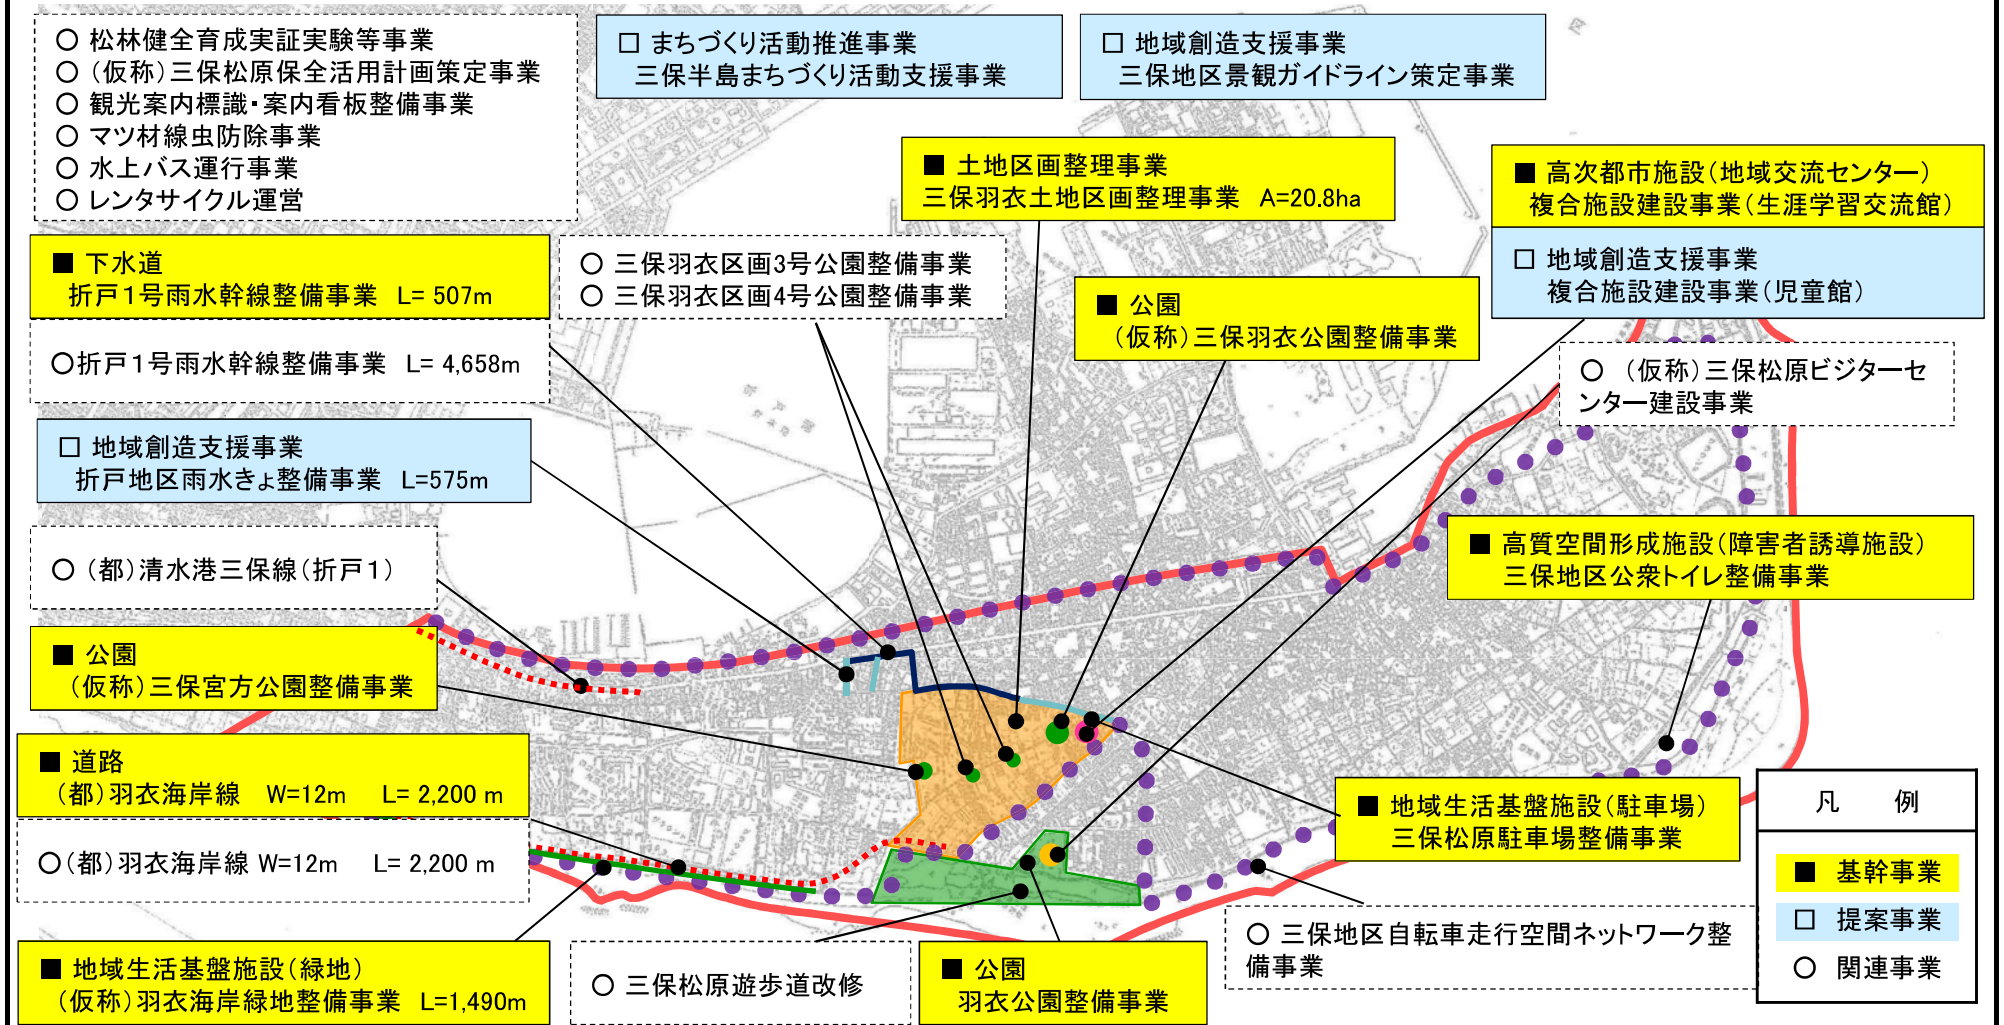 ○ 松林健全育成実証実験等事業
○ (仮称)三保松原保全活用計画策定事業
○ 観光案内標識・案内看板整備事業
○ マツ材線虫防除事業
○ 水上バス運行事業
○ レンタサイクル運営
□ まちづくり活動推進事業
三保半島まちづくり活動支援事業
□ 地域創造支援事業
三保地区景観ガイドライン策定事業
■ 土地区画整理事業
三保羽衣土地区画整理事業 A=20.8ha
■ 高次都市施設(地域交流センター)
複合施設建設事業(生涯学習交流館)
□ 地域創造支援事業
複合施設建設事業(児童館)
■ 下水道
折戸1号雨水幹線整備事業 L= 507m
○折戸1号雨水幹線整備事業 L= 4,658m
○ 三保羽衣区画3号公園整備事業
○ 三保羽衣区画4号公園整備事業
■ 公園
(仮称)三保羽衣公園整備事業
○ (仮称)三保松原ビジターセ
ンター建設事業
□ 地域創造支援事業
折戸地区雨水きょ整備事業 L=575m
○ (都)清水港三保線(折戸1)
■ 高質空間形成施設(障害者誘導施設)
三保地区公衆トイレ整備事業
■ 公園
(仮称)三保宮方公園整備事業
■ 道路
(都)羽衣海岸線 W=12m L= 2,200 m
○(都)羽衣海岸線 W=12m L= 2,200 m
■ 地域生活基盤施設(駐車場)
三保松原駐車場整備事業
■ 地域生活基盤施設(緑地)
(仮称)羽衣海岸緑地整備事業 L=1,490m
○ 三保松原遊歩道改修
■ 公園
羽衣公園整備事業
○ 三保地区自転車走行空間ネットワーク整
備事業
凡 例
■ 基幹事業
□ 提案事業
○ 関連事業